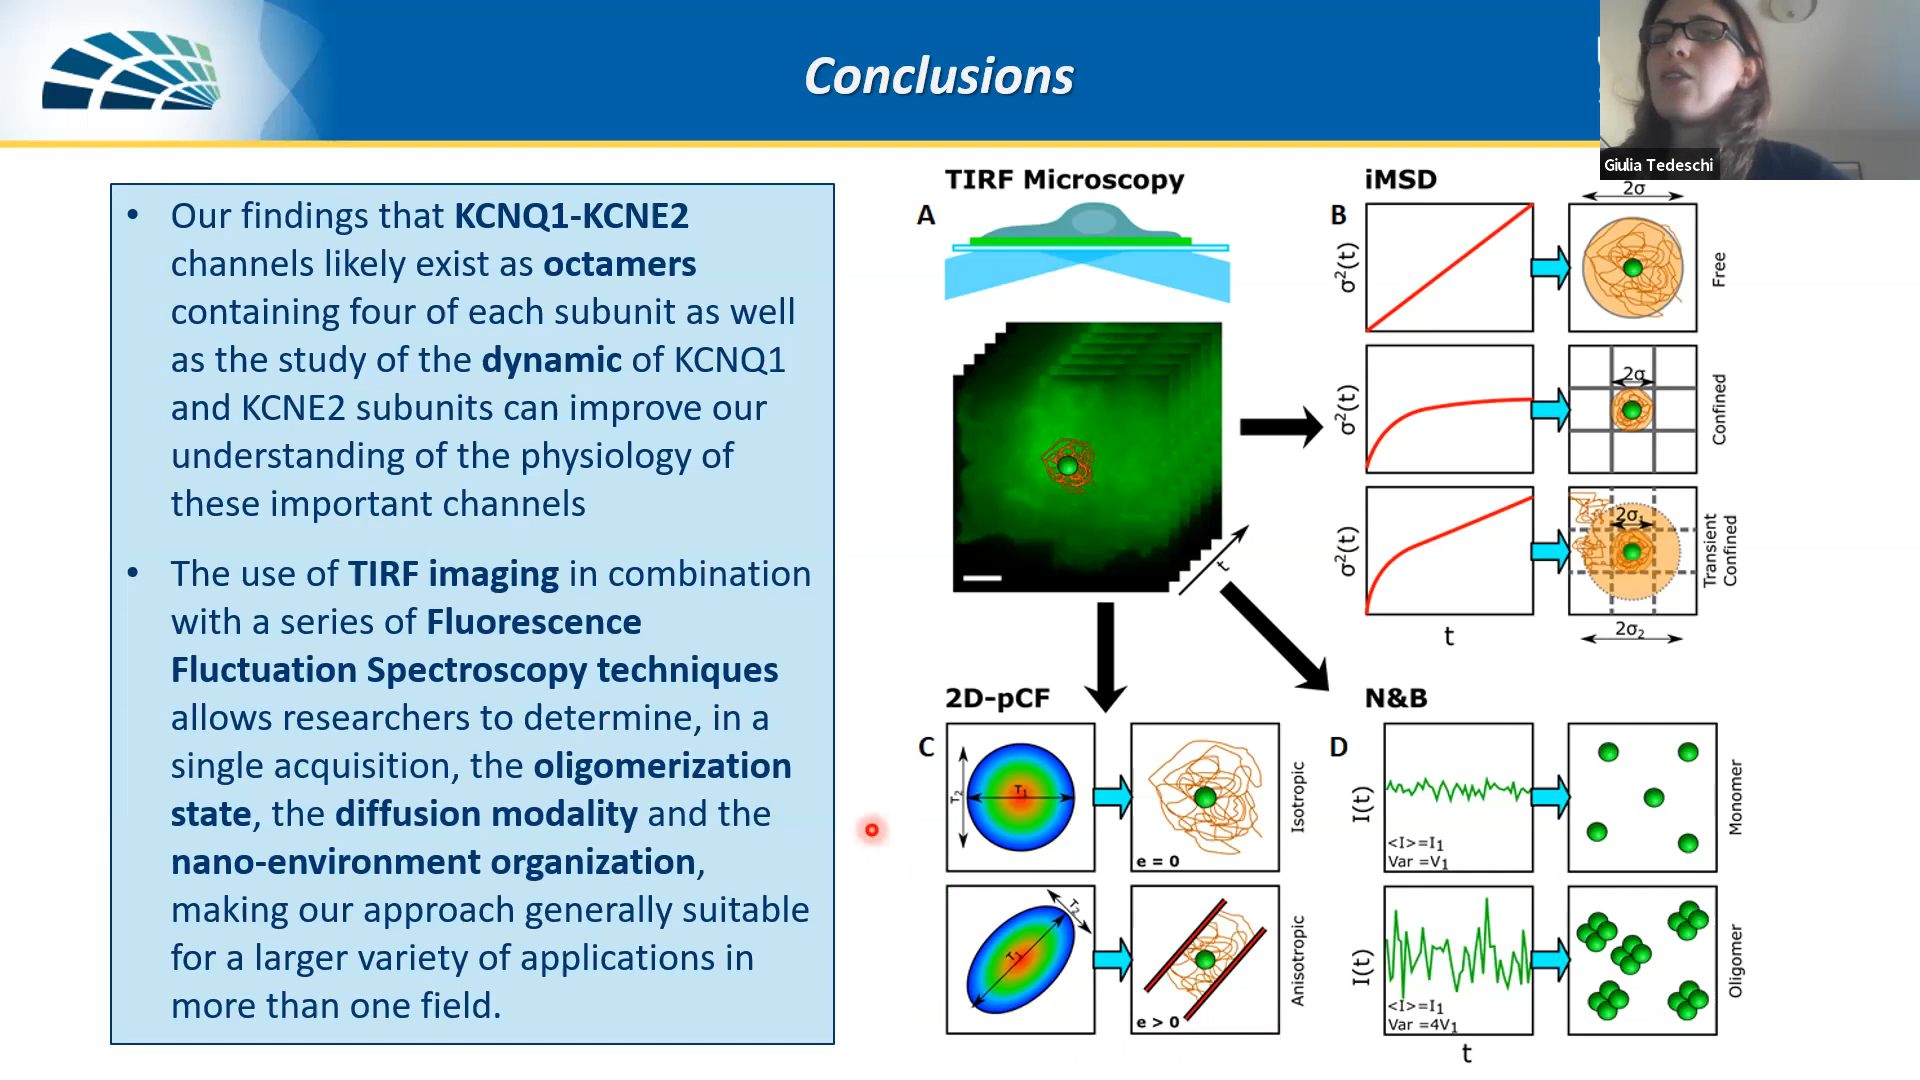 Conclusions
Giulia Tedeschi
• Our findings that KCNQ1-KCNE2
channels likely exist as octamers
containing four of each subunit as well
as the study of the dynamic of KCNQ1
and KCNE2 subunits can improve our
understanding of the physiology of
these important channels
• The use of TIRF imaging in combination
with a series of Fluorescence
Fluctuation Spectroscopy techniques
allows researchers to determine, in a
single acquisition, the oligomerization
state, the diffusion modality and the
nano-environment organization,
making our approach generally suitable
for a larger variety of applications in
more than one field.
TIRF Microscopy
A
t
iMSD
B
σ²(t)
2σ
Free
σ²(t)
2σ
Confined
σ²(t)
2σ₁
Transient
Confined
t
2σ₂
2D-pCF
C
τ₂
τ₁
e = 0
Isotropic
τ₂
τ₁
e > 0
Anisotropic
N&B
D
I(t)
<I>=I₁
Var =V₁
Monomer
I(t)
<I>=I₁
Var =4V₁
Oligomer
t